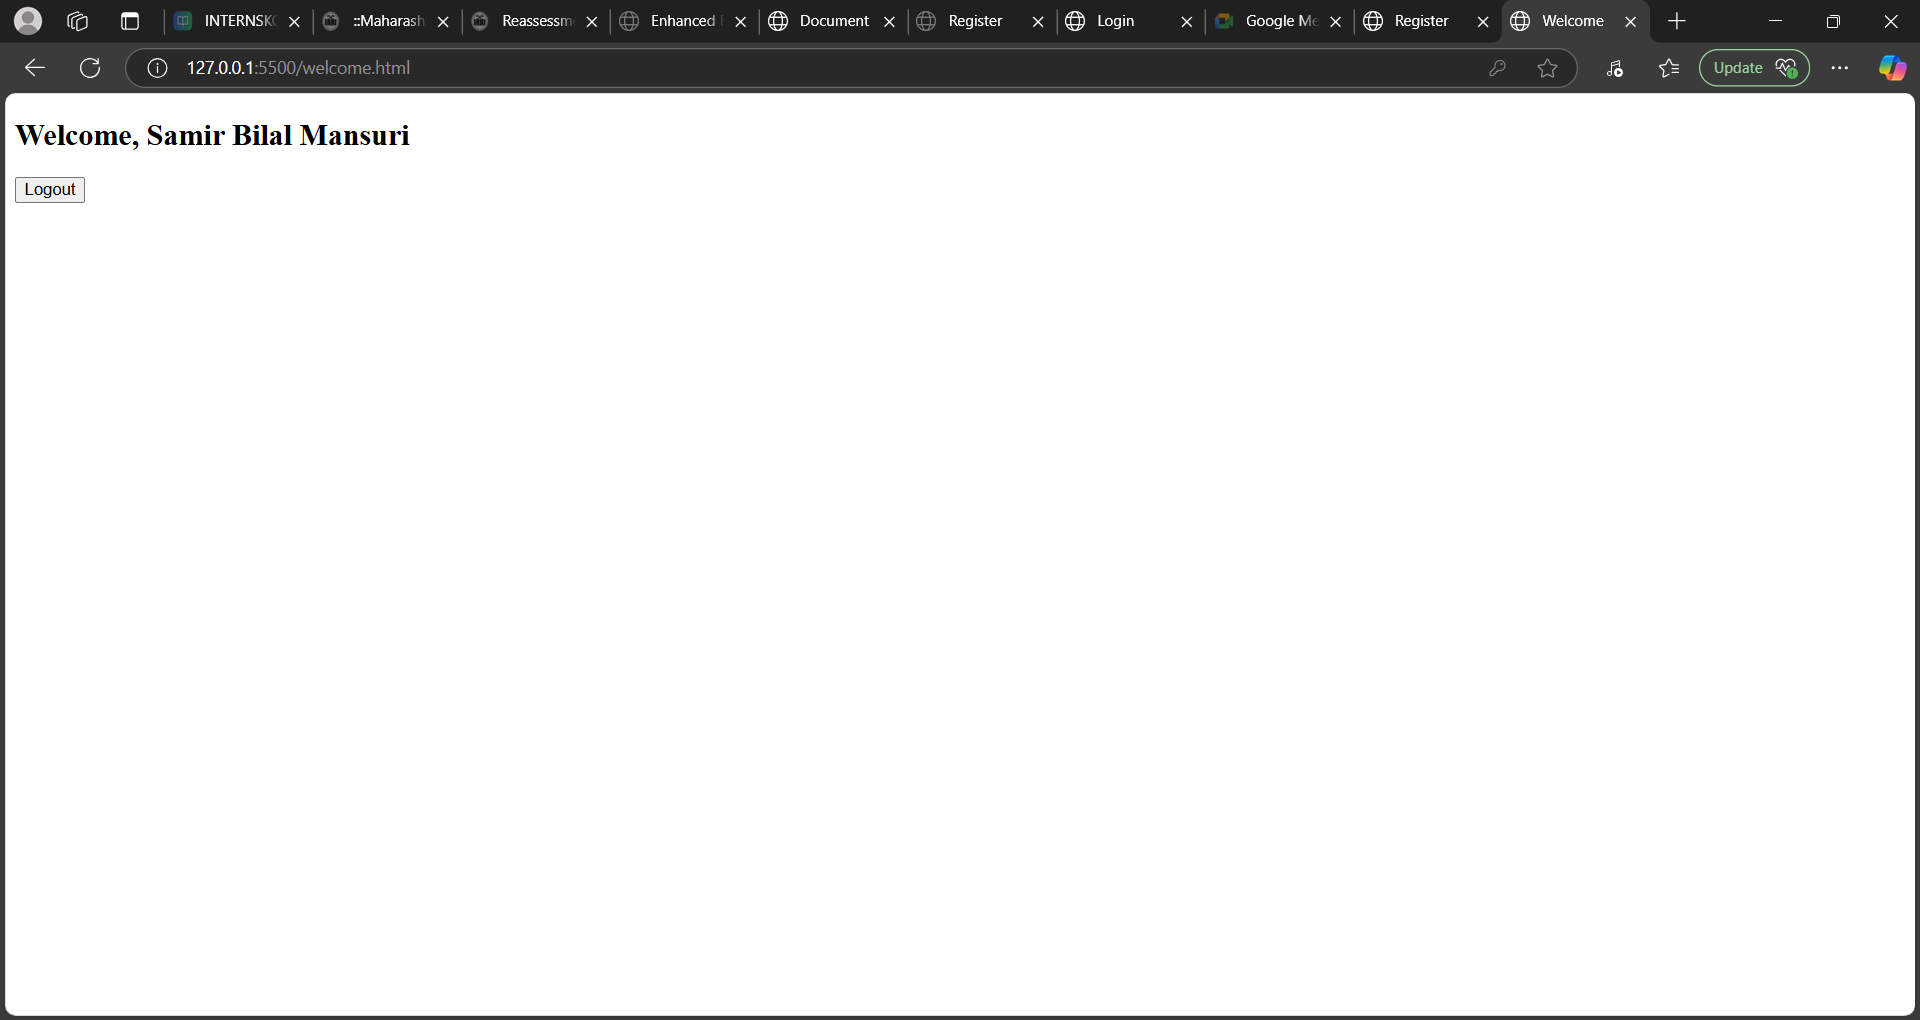 INTERNSK
::Maharash
Reassessm
Enhanced
Document
Register
Login
Google Me
Register
Welcome
127.0.0.1:5500/welcome.html
Update
Welcome, Samir Bilal Mansuri
Logout